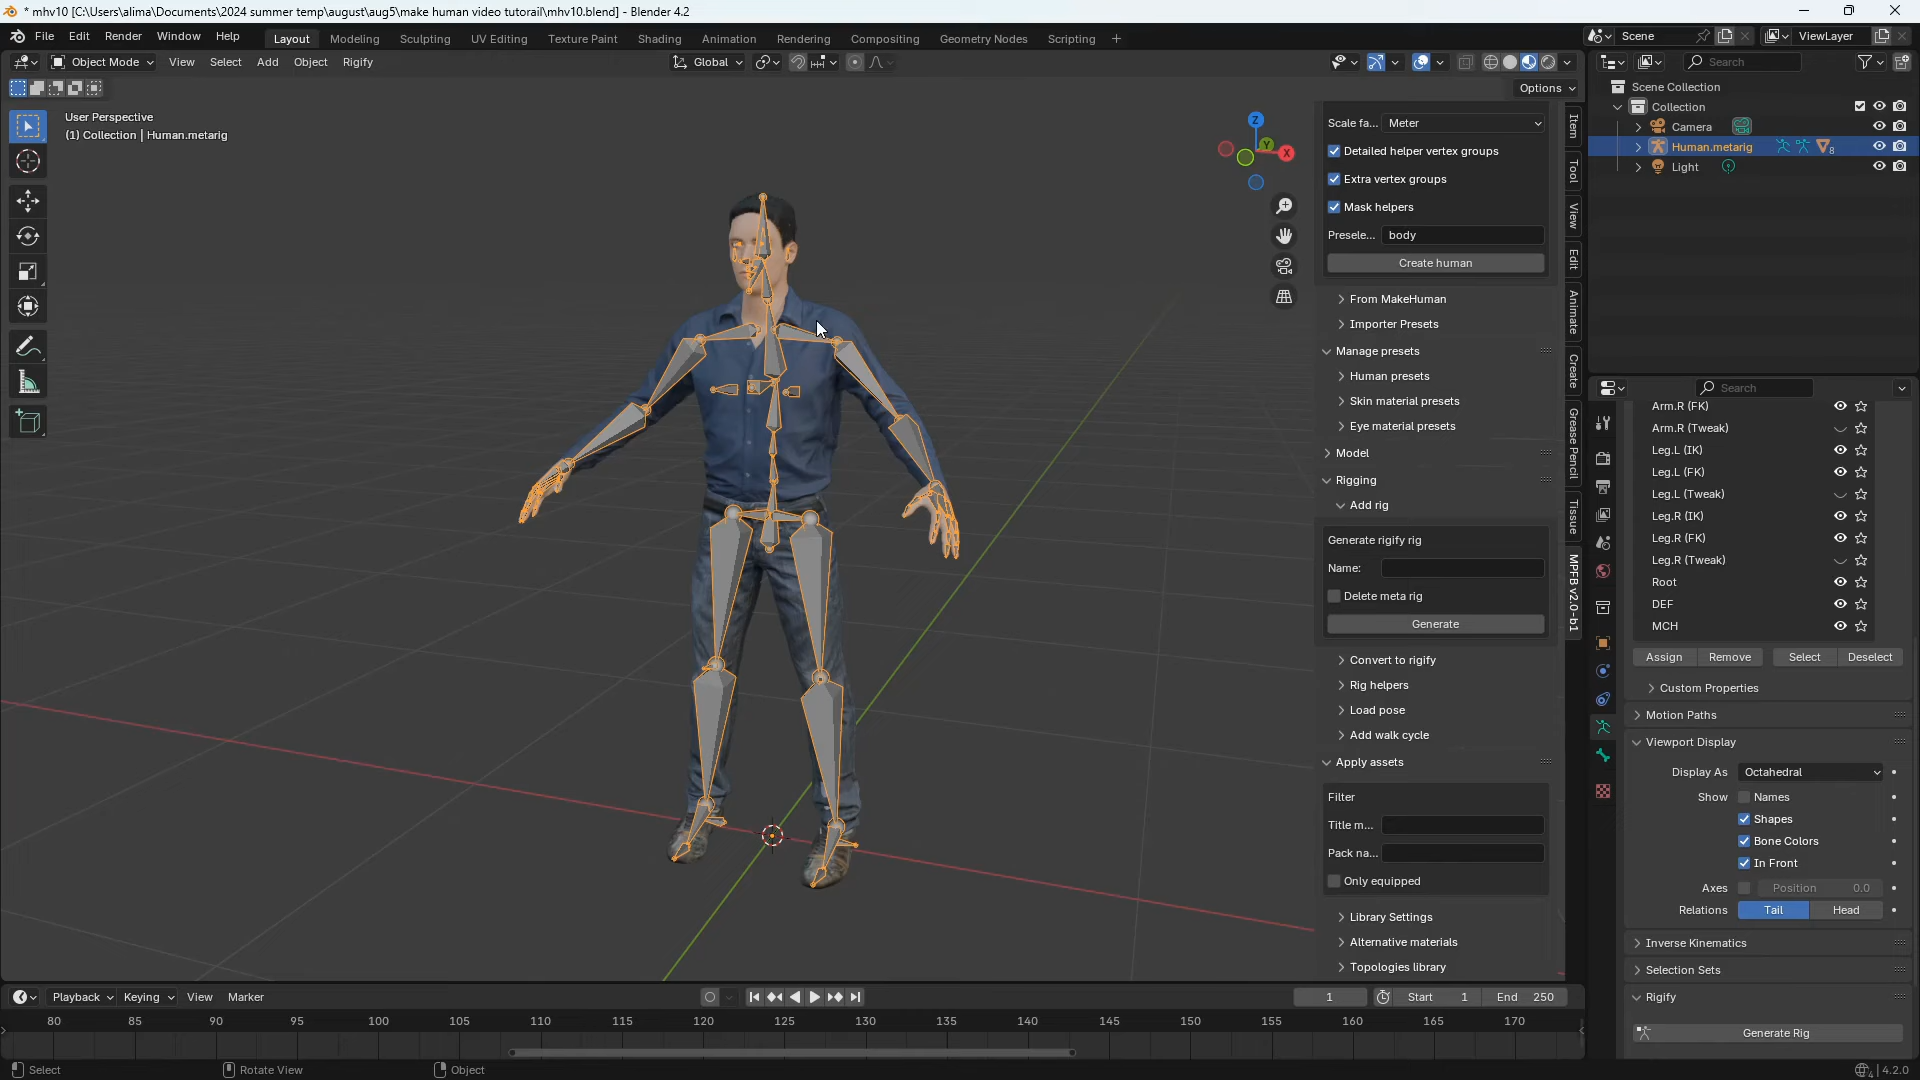 * mhv10 [C:\Users\alima\Documents\2024 summer temp\august\aug5\make human video tutorail\mhv10.blend] - Blender 4.2
File Edit Render Window Help
Layout Modeling Sculpting UV Editing Texture Paint Shading Animation Rendering Compositing Geometry Nodes Scripting +
Scene
ViewLayer
Object Mode View Select Add Object Rigify
Global
Options
User Perspective
(1) Collection | Human.metarig
Z
Y
X
Scale fa... Meter
Detailed helper vertex groups
Extra vertex groups
Mask helpers
Presele... body
Create human
From MakeHuman
Importer Presets
Manage presets
Human presets
Skin material presets
Eye material presets
Model
Rigging
Add rig
Generate rigify rig
Name:
Delete meta rig
Generate
Convert to rigify
Rig helpers
Load pose
Add walk cycle
Apply assets
Filter
Title m...
Pack na...
Only equipped
Library Settings
Alternative materials
Topologies library
Item
Tool
View
Edit
Animate
Create
Grease Pencil
Tissue
MPFB v2.0-b1
Search
Scene Collection
Collection
Camera
Human.metarig
8
Light
Search
Arm.R (FK)
Arm.R (Tweak)
Leg.L (IK)
Leg.L (FK)
Leg.L (Tweak)
Leg.R (IK)
Leg.R (FK)
Leg.R (Tweak)
Root
DEF
MCH
Assign Remove Select Deselect
Custom Properties
Motion Paths
Viewport Display
Display As Octahedral
Show Names
Shapes
Bone Colors
In Front
Axes Position 0.0
Relations Tail Head
Inverse Kinematics
Selection Sets
Rigify
Generate Rig
Playback Keying View Marker
1 Start 1 End 250
80 85 90 95 100 105 110 115 120 125 130 135 140 145 150 155 160 165 170
Select Rotate View Object
4.2.0